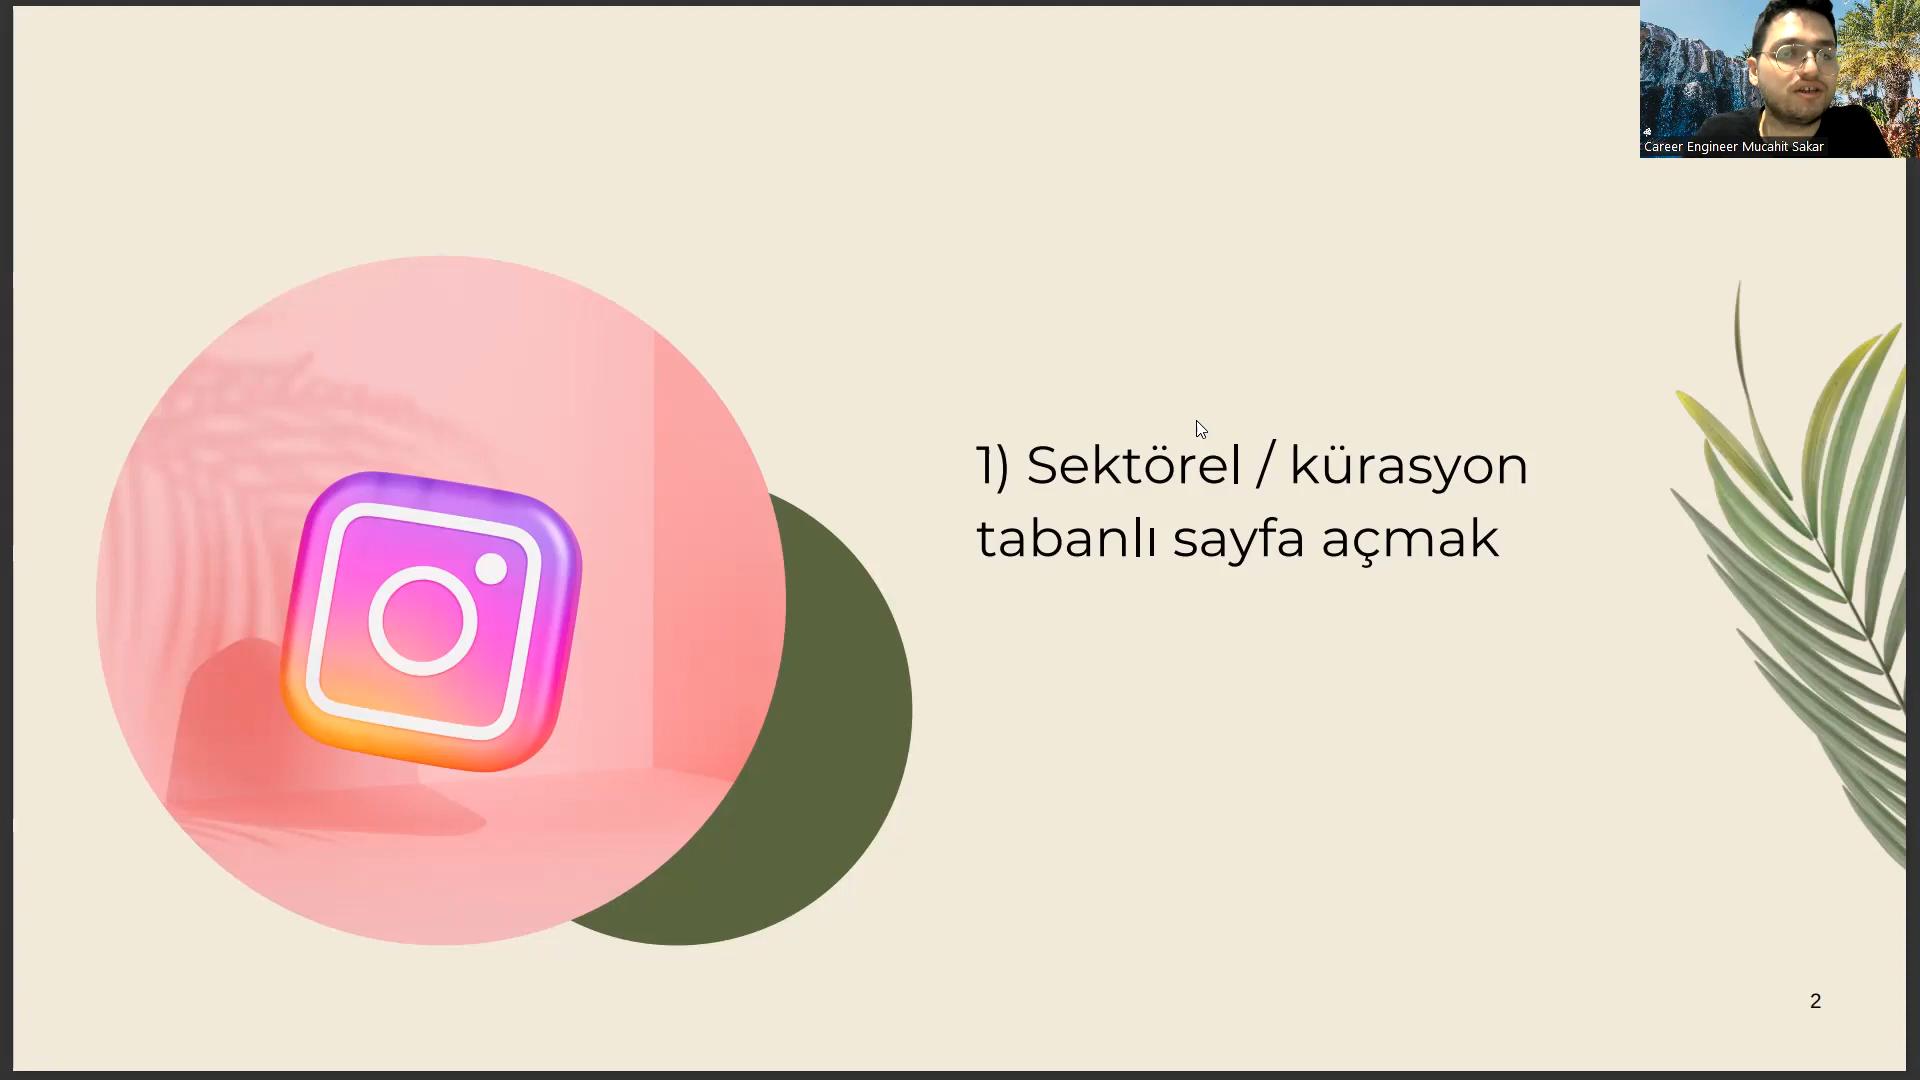 Career Engineer Mucahit Sakar
1) Sektörel / kürasyon
tabanlı sayfa açmak
2